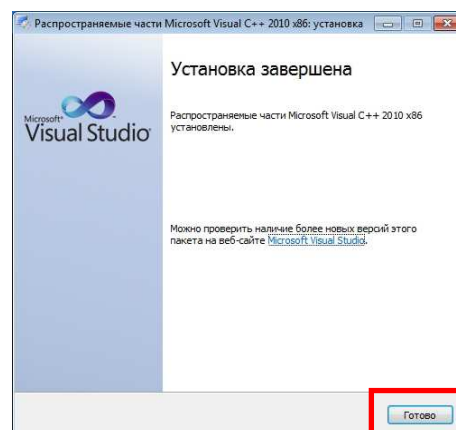 Распространяемые части Microsoft Visual C++ 2010 x86: установка
Установка завершена
Microsoft
Visual Studio
Распространяемые части Microsoft Visual C++ 2010 x86
установлены.
Можно проверить наличие более новых версий этого
пакета на веб-сайте Microsoft Visual Studio.
Готово